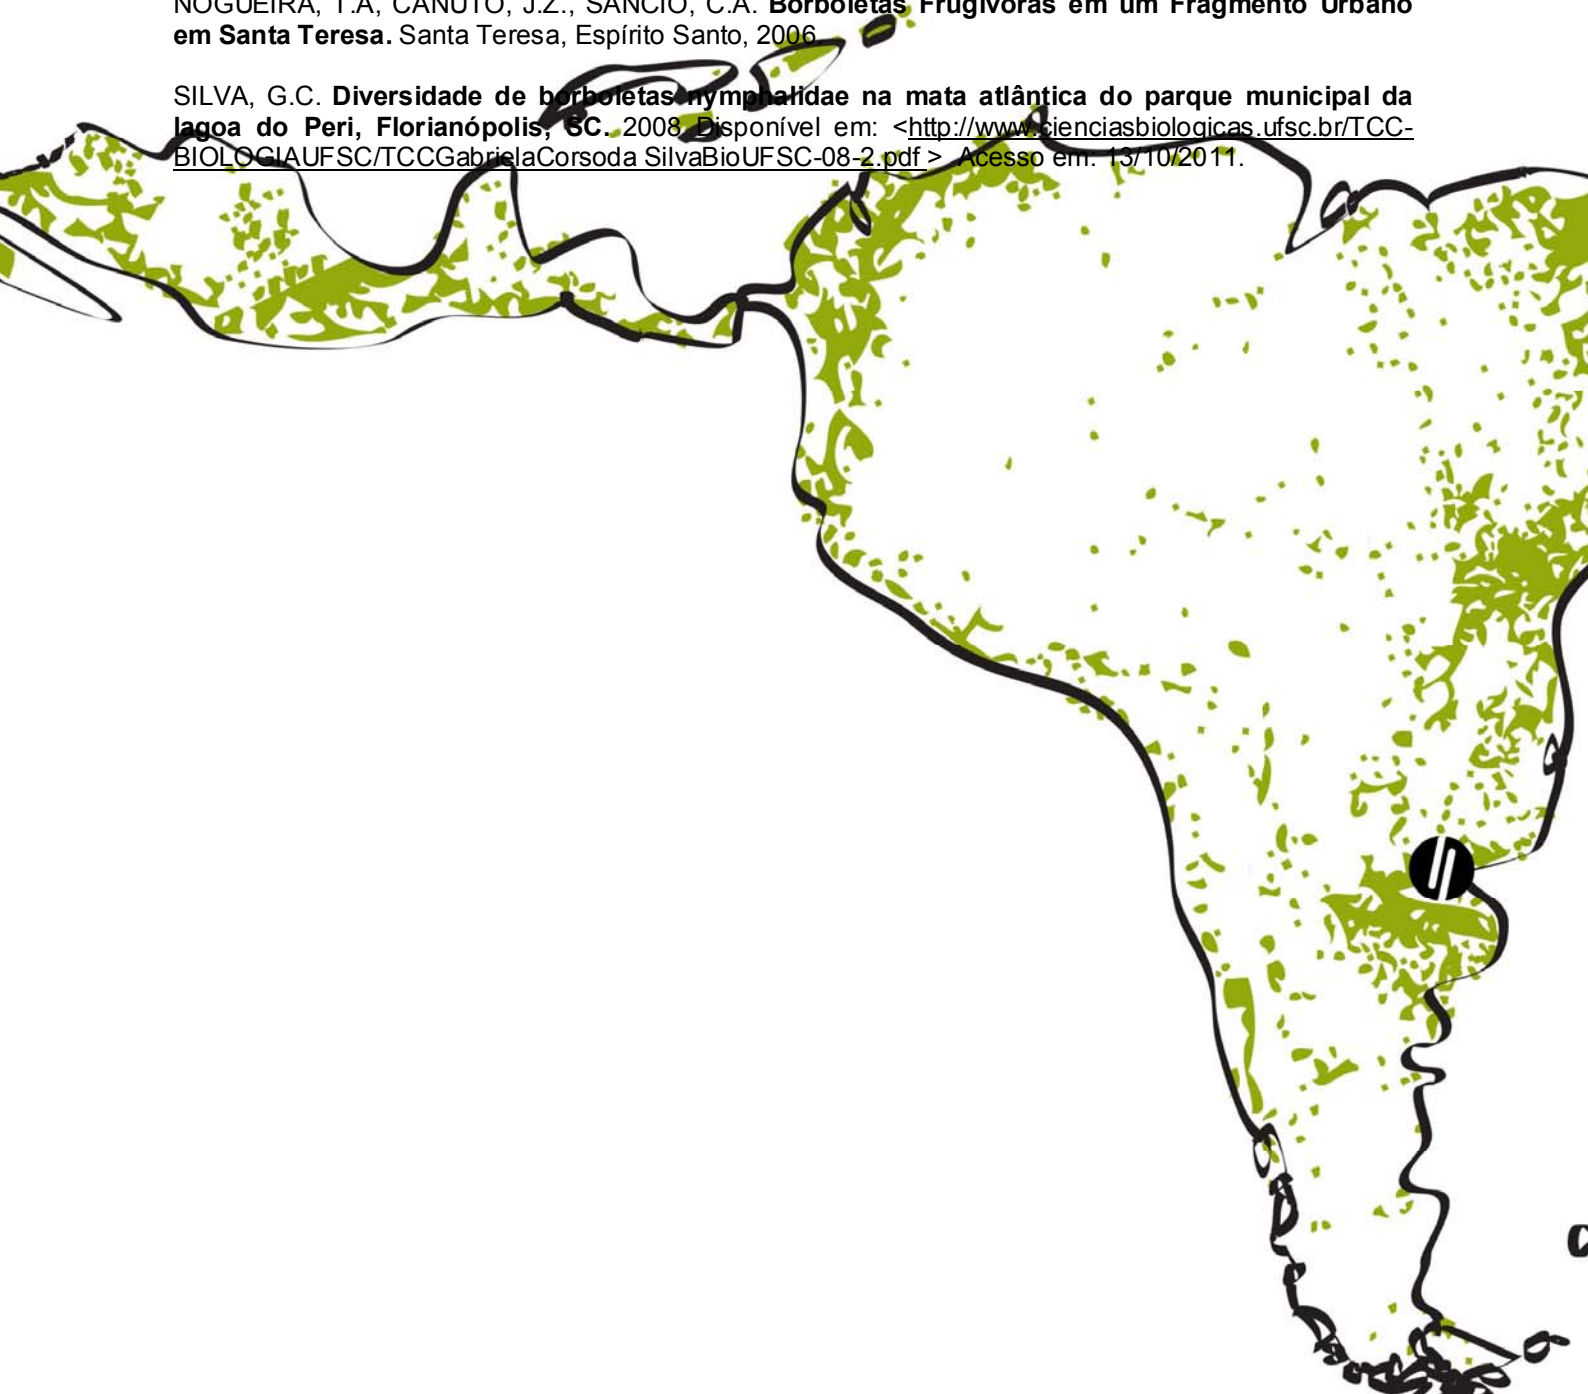 NOGUEIRA, T.A, CANUTO, J.Z., SANCIO, C.A. Borboletas Frugívoras em um Fragmento Urbano
em Santa Teresa. Santa Teresa, Espírito Santo, 2006.
SILVA, G.C. Diversidade de borboletas nymphalidae na mata atlântica do parque municipal da
lagoa do Peri, Florianópolis, SC. 2008. Disponível em: <http://www.cienciasbiologicas.ufsc.br/TCC-
BIOLOGIAUFSC/TCCGabrielaCorsoda SilvaBioUFSC-08-2.pdf > Acesso em: 13/10/2011.